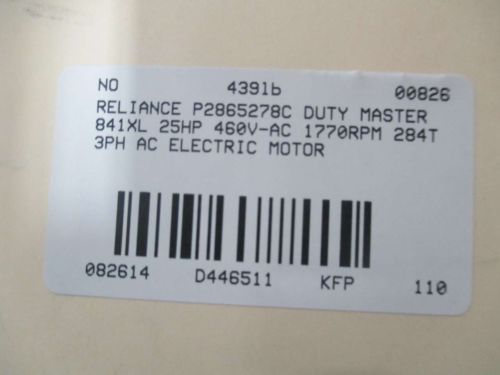 NO 439lb 00826
RELIANCE P2865278C DUTY MASTER
841XL 25HP 460V-AC 1770RPM 284T
3PH AC ELECTRIC MOTOR
082614 D446511 KFP 110